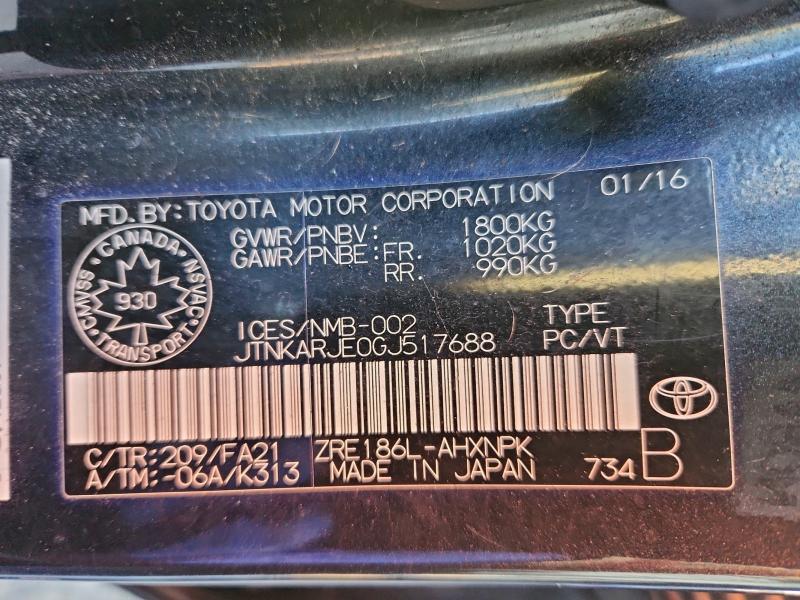 MFD. BY: TOYOTA MOTOR CORPORATION 01/16
GVWR/PNBV: 1800KG
GAWR/PNBE: FR. 1020KG
RR. 990KG
CANADA
CMVSS NSVAC
930
TRANSPORT
ICES/NMB-002 TYPE
JTNKARJE0GJ517688 PC/VT
C/TR: 209/FA21 ZRE186L-AHXNPK
A/TM: -06A/K313 MADE IN JAPAN 734 B